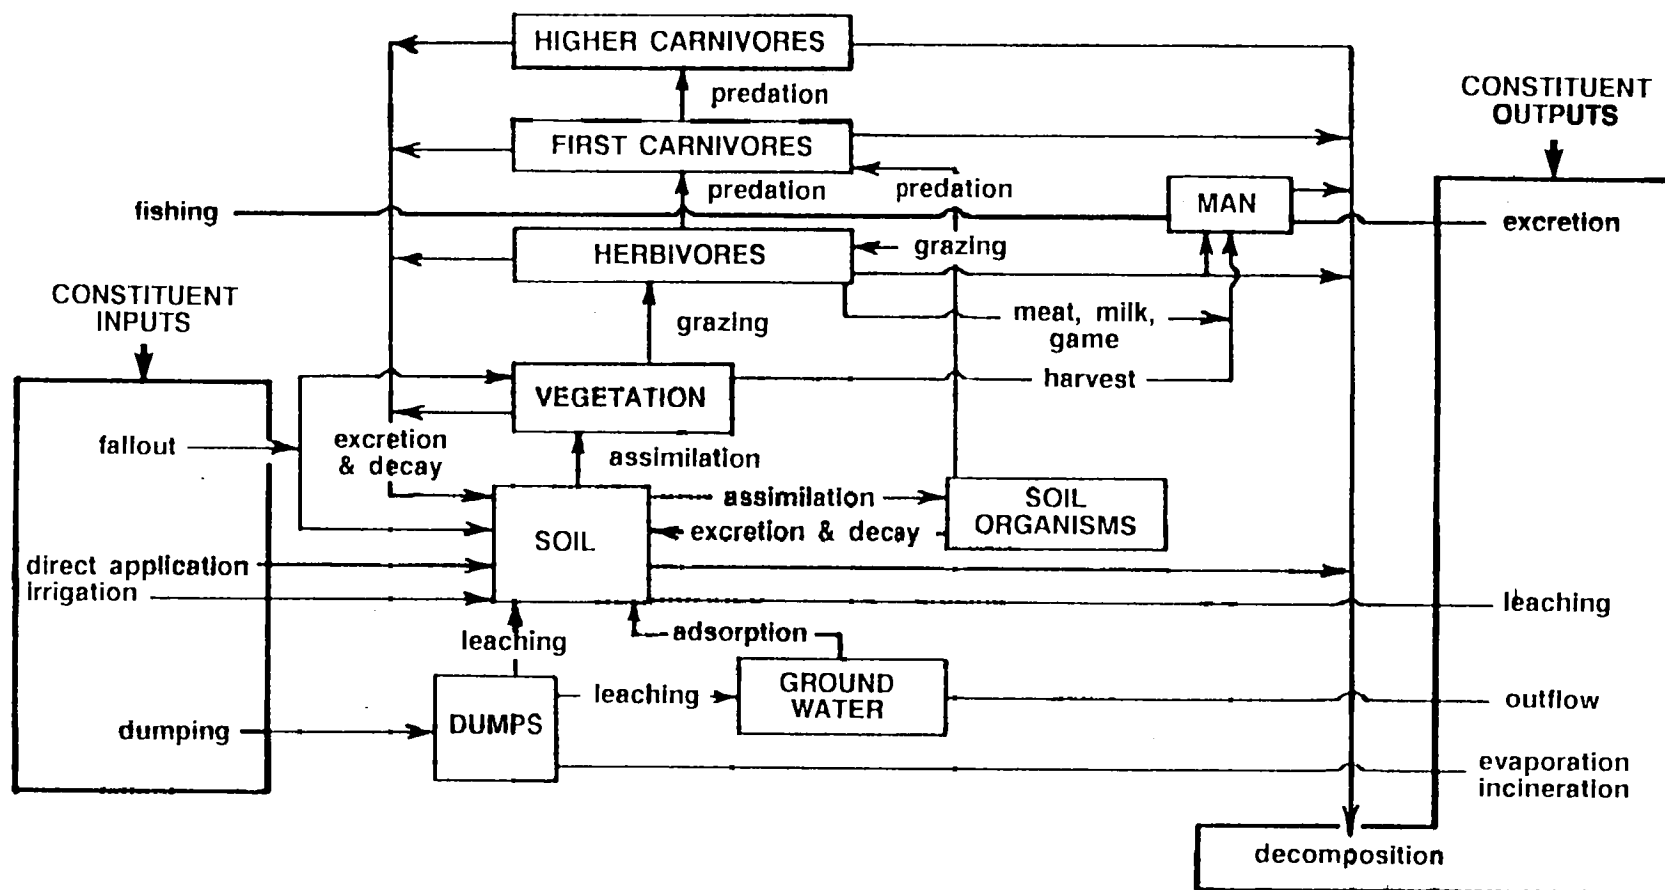 HIGHER CARNIVORES
predation
CONSTITUENT
OUTPUTS
FIRST CARNIVORES
predation
predation
MAN
fishing
excretion
HERBIVORES
grazing
CONSTITUENT
INPUTS
grazing
meat, milk,
game
VEGETATION
harvest
fallout
excretion
& decay
assimilation
SOIL
assimilation
SOIL
ORGANISMS
excretion & decay
direct application
irrigation
leaching
leaching
adsorption
leaching
GROUND
WATER
outflow
dumping
DUMPS
evaporation
incineration
decomposition